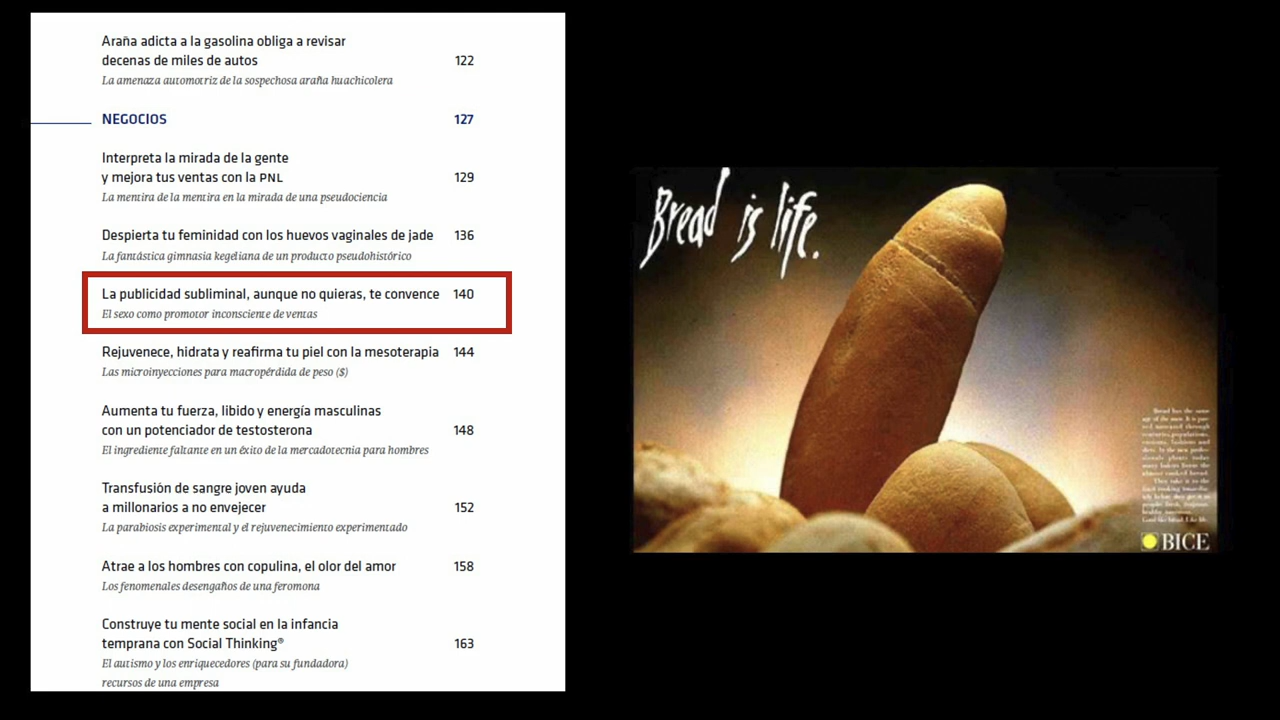 Araña adicta a la gasolina obliga a revisar
decenas de miles de autos 122
La amenaza automotriz de la sospechosa araña huachicolera
NEGOCIOS 127
Interpreta la mirada de la gente
y mejora tus ventas con la PNL 129
La mentira de la mentira en la mirada de una pseudociencia
Despierta tu feminidad con los huevos vaginales de jade 136
La fantástica gimnasia kegeliana de un producto pseudohistórico
La publicidad subliminal, aunque no quieras, te convence 140
El sexo como promotor inconsciente de ventas
Rejuvenece, hidrata y reafirma tu piel con la mesoterapia 144
Las microinyecciones para macropérdida de peso ($)
Aumenta tu fuerza, libido y energía masculinas
con un potenciador de testosterona 148
El ingrediente faltante en un éxito de la mercadotecnia para hombres
Transfusión de sangre joven ayuda
a millonarios a no envejecer 152
La parabiosis experimental y el rejuvenecimiento experimentado
Atrae a los hombres con copulina, el olor del amor 158
Los fenomenales desengaños de una feromona
Construye tu mente social en la infancia
temprana con Social Thinking® 163
El autismo y los enriquecedores (para su fundadora)
recursos de una empresa
Bread is life.
Bread has the same
BICE